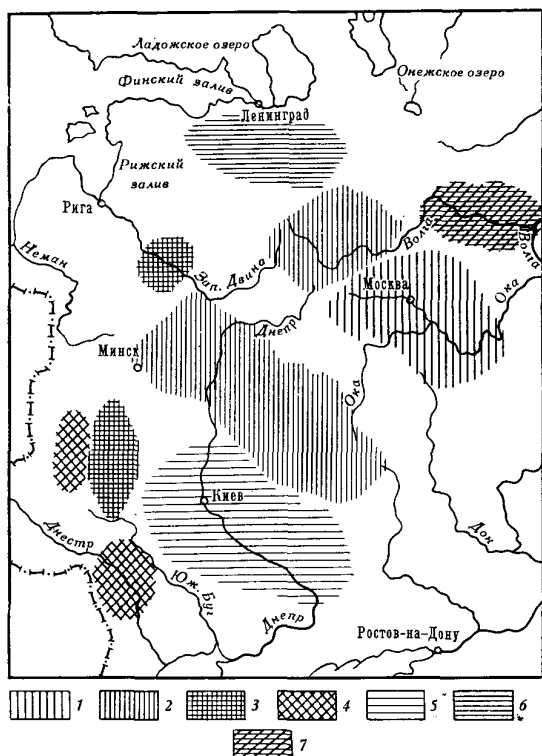 Ладожское озеро
Финский залив
Онежское озеро
Ленинград
Рижский
залив
Рига
Неман
Зап. Двина
Волга
Волга
Москва
Ока
Днепр
Минск
Ока
Киев
Днестр
Юж. Буг
Дон
Днепр
Ростов-на-Дону
1 2 3 4 5 6
7